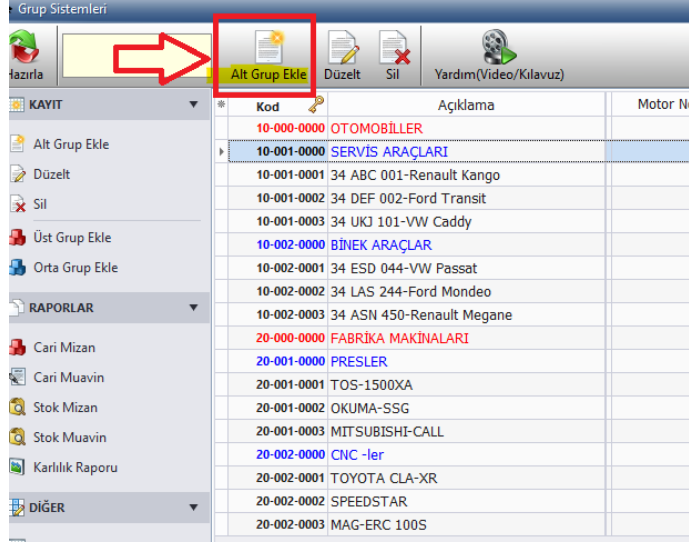 Grup Sistemleri
Alt Grup Ekle
Düzelt
Sil
Yardım(Video/Kılavuz)
KAYIT
Alt Grup Ekle
Düzelt
Sil
Üst Grup Ekle
Orta Grup Ekle
RAPORLAR
Cari Mizan
Cari Muavin
Stok Mizan
Stok Muavin
Karlılık Raporu
DİĞER
Kod Açıklama Motor
10-000-0000 OTOMOBİLLER
10-001-0000 SERVİS ARAÇLARI
10-001-0001 34 ABC 001-Renault Kango
10-001-0002 34 DEF 002-Ford Transit
10-001-0003 34 UKJ 101-VW Caddy
10-002-0000 BİNEK ARAÇLAR
10-002-0001 34 ESD 044-VW Passat
10-002-0002 34 LAS 244-Ford Mondeo
10-002-0003 34 ASN 450-Renault Megane
20-000-0000 FABRİKA MAKİNALARI
20-001-0000 PRESLER
20-001-0001 TOS-1500XA
20-001-0002 OKUMA-SSG
20-001-0003 MITSUBISHI-CALL
20-002-0000 CNC -ler
20-002-0001 TOYOTA CLA-XR
20-002-0002 SPEEDSTAR
20-002-0003 MAG-ERC 100S